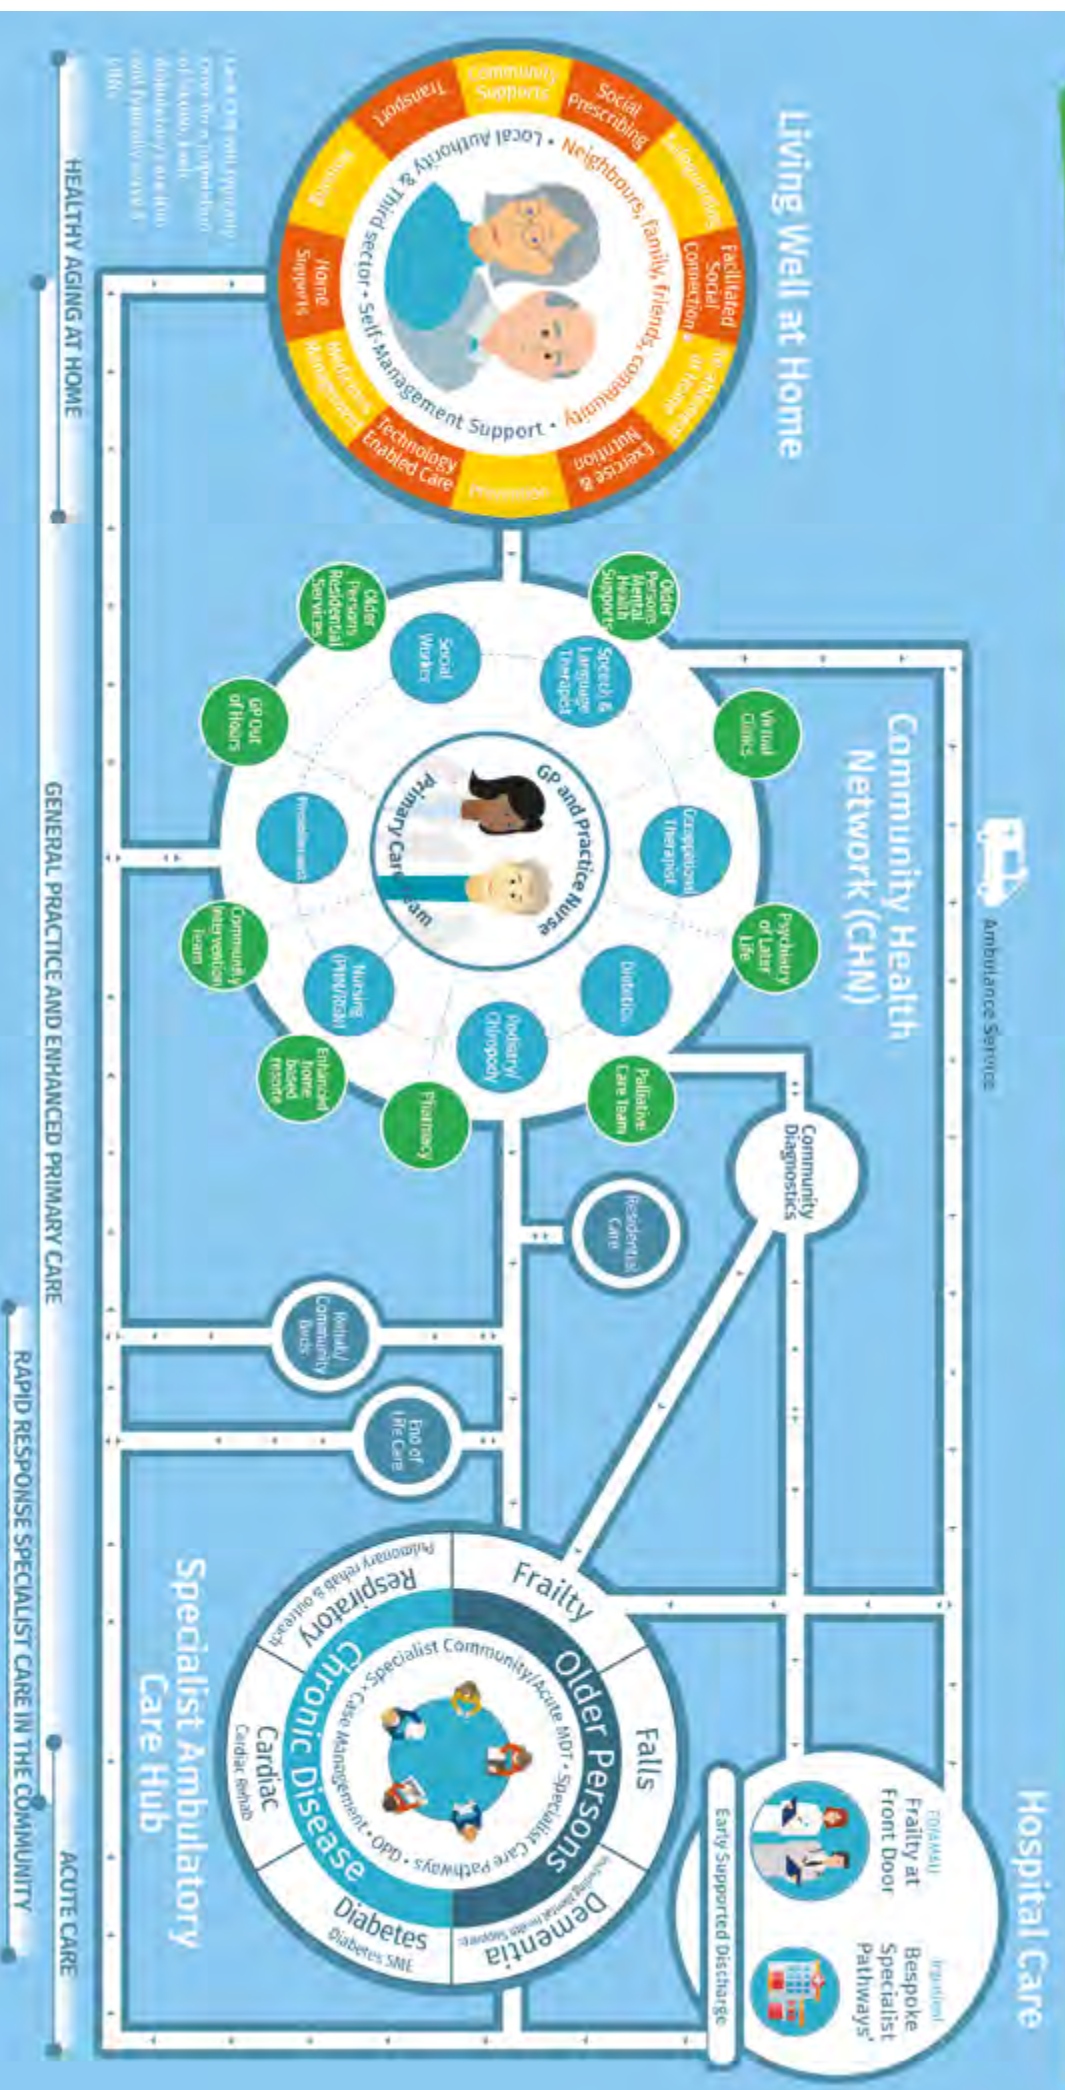 Living Well at Home
Social
Prescribing
Facilitated
Social
Connection
Exercise &
Nutrition
Technology
Enabled Care
Home
Supports
Transport
Community
Supports
Neighbours, family, friends, community
• Local Authority & Third sector • Self-Management Support •
Community Health
Network (CHN)
Older
Persons
Mental
Health
Supports
Virtual
Clinics
Psychiatry
of Later
Life
Palliative
Care Team
Pharmacy
Enhanced
home
based
Community
Intervention
Team
GP Out
of Hours
Older
Persons
Residential
Services
Speech &
Language
Therapist
Occupational
Therapist
Dietetics
Podiatry/
Chiropody
Nursing
(PHN/RGN)
Social
Worker
GP and Practice Nurse
Primary Care Team
Ambulance Service
Community
Diagnostics
Residential
Care
Rehab/
Community
Beds
End of
Life Care
Specialist Ambulatory
Care Hub
Frailty
Falls
Dementia
Diabetes
Diabetes SME
Cardiac
Cardiac Rehab
Respiratory
Pulmonary rehab & outreach
Older Persons
Chronic Disease
• Specialist Community/Acute MDT • Specialist Care Pathways • OPD • Case Management
Hospital Care
ED/AMAU
Frailty at
Front Door
Inpatient
Bespoke
Specialist
Pathways'
Early Supported Discharge
HEALTHY AGING AT HOME
GENERAL PRACTICE AND ENHANCED PRIMARY CARE
RAPID RESPONSE SPECIALIST CARE IN THE COMMUNITY
ACUTE CARE